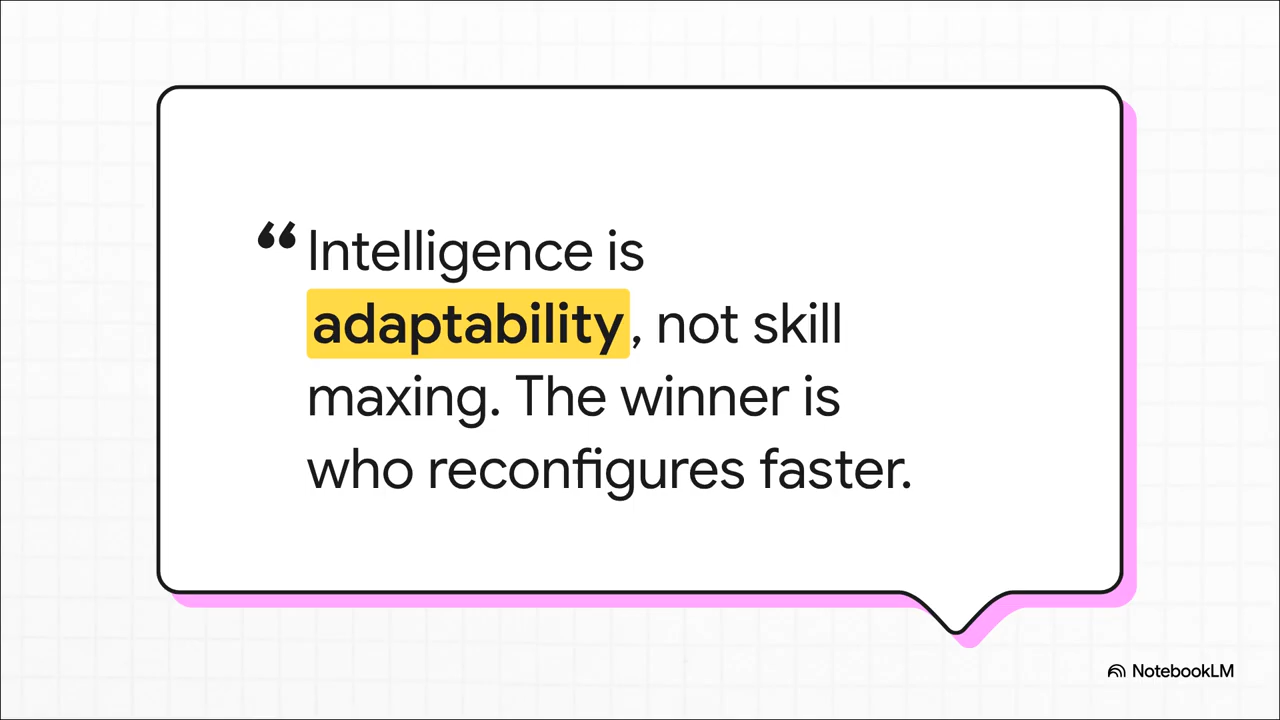 “Intelligence is
adaptability, not skill
maxing. The winner is
who reconfigures faster.
NotebookLM